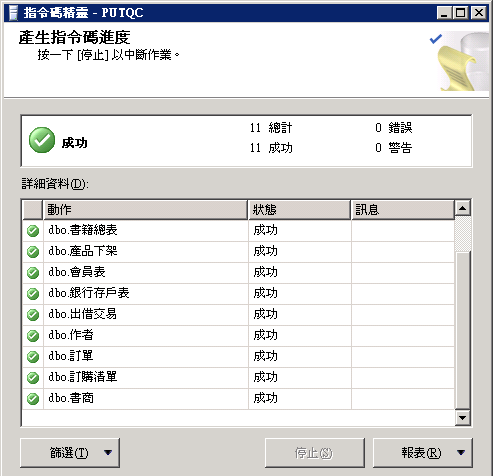 指令碼精靈 - PUTQC
產生指令碼進度
按一下 [停止] 以中斷作業。
成功
11 總計 0 錯誤
11 成功 0 警告
詳細資料(D):
動作 狀態 訊息
dbo.書籍總表 成功
dbo.產品下架 成功
dbo.會員表 成功
dbo.銀行存戶表 成功
dbo.出借交易 成功
dbo.作者 成功
dbo.訂單 成功
dbo.訂購清單 成功
dbo.書商 成功
篩選(T) 停止(S) 報表(R)